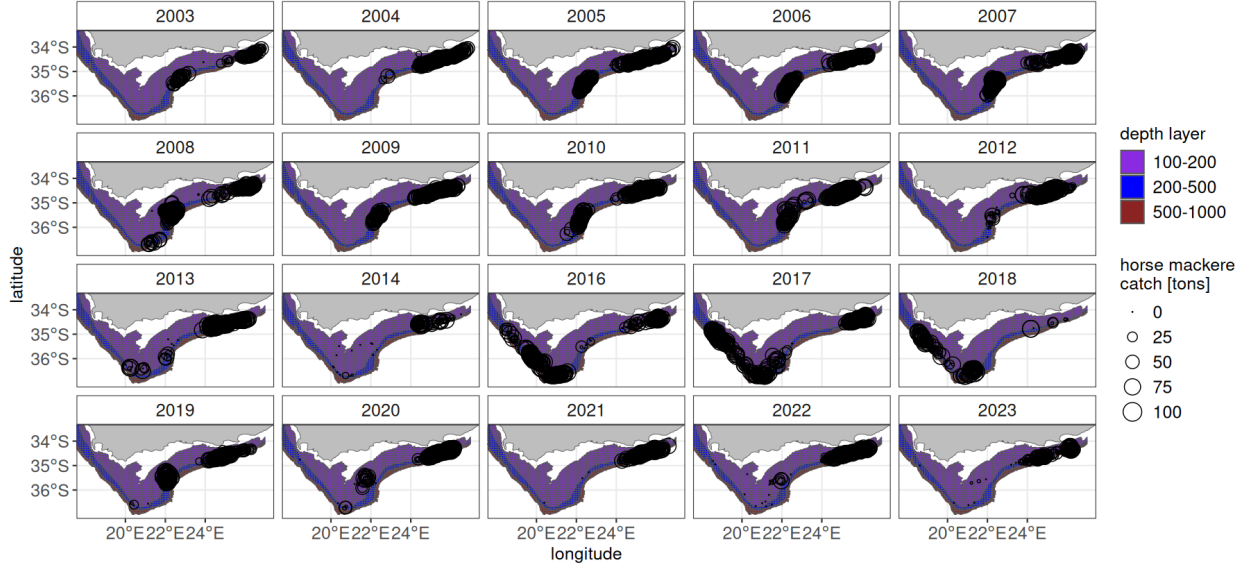 2003 2004 2005 2006 2007
34°S
35°S
36°S
2008 2009 2010 2011 2012
34°S
35°S
36°S
2013 2014 2016 2017 2018
34°S
35°S
36°S
2019 2020 2021 2022 2023
34°S
35°S
36°S
20°E22°E24°E 20°E22°E24°E 20°E22°E24°E 20°E22°E24°E 20°E22°E24°E
longitude
latitude
depth layer
100-200
200-500
500-1000
horse mackere
catch [tons]
0
25
50
75
100